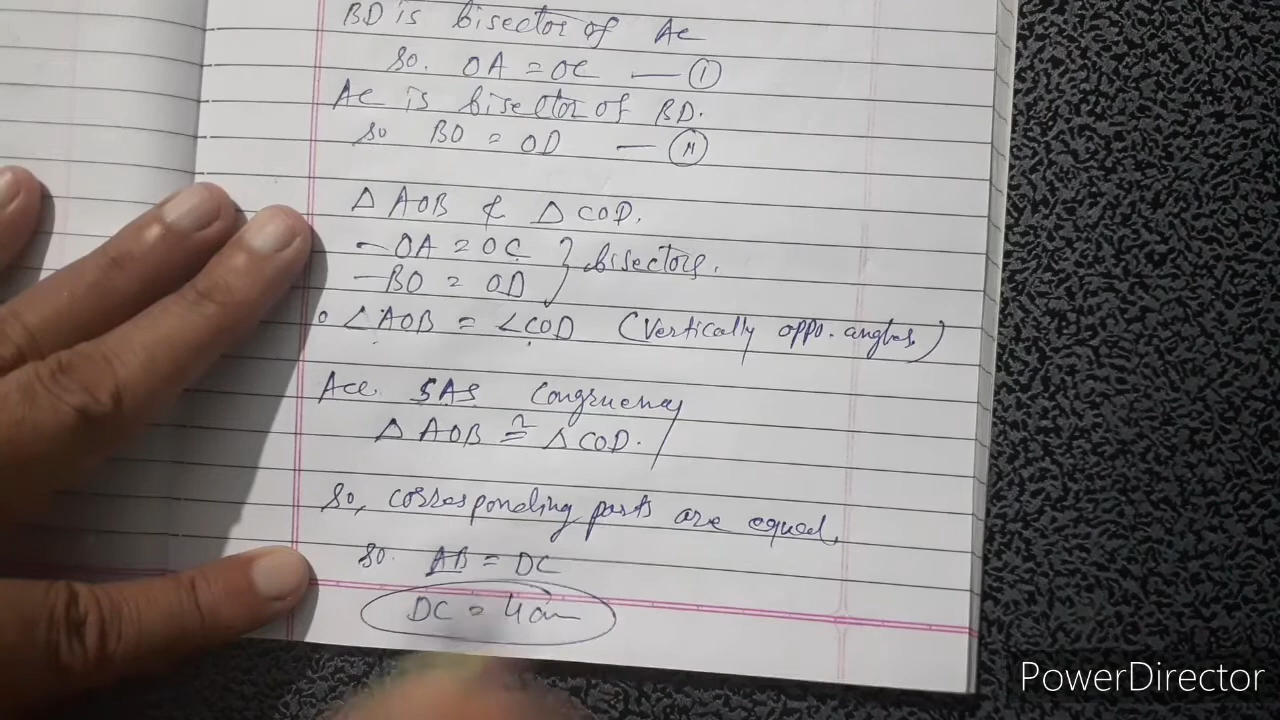 BD is bisector of AC
so. OA = OC — (I)
AC is bisector of BD.
so BO = OD — (II)
△ AOB & △ COD.
- OA = OC } bisectors.
- BO = OD
∠AOB = ∠COD (Vertically oppo. angles)
Acc. SAS Congruency
△ AOB ≅ △ COD.
so, corresponding parts are equal.
so. AB = DC
DC = 4cm
PowerDirector